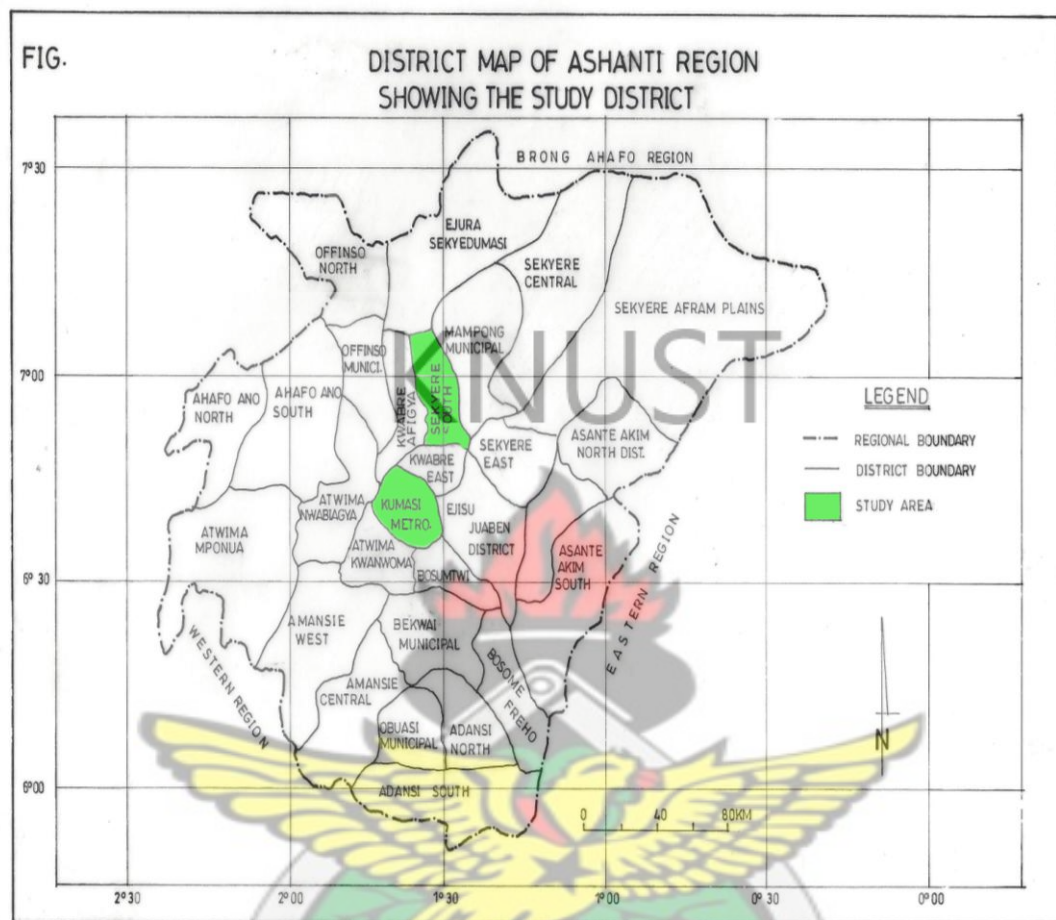 FIG.
DISTRICT MAP OF ASHANTI REGION
SHOWING THE STUDY DISTRICT
7°30
BRONG AHAFO REGION
EJURA
SEKYEDUMASI
OFFINSO
NORTH
SEKYERE
CENTRAL
SEKYERE AFRAM PLAINS
MAMPONG
MUNICIPAL
OFFINSO
MUNICI.
KNUST
7°00
AHAFO ANO
NORTH
AHAFO ANO
SOUTH
KWABRE
AFIGYA
SEKYERE
SOUTH
LEGEND
REGIONAL BOUNDARY
DISTRICT BOUNDARY
STUDY AREA
ASANTE AKIM
NORTH DIST.
SEKYERE
EAST
KWABRE
EAST
KUMASI
METRO.
EJISU
JUABEN
DISTRICT
ATWIMA
NWABIAGYA
ATWIMA
MPONUA
ATWIMA
KWANWOMA
BOSUMTWI
ASANTE
AKIM
SOUTH
6°30
EASTERN REGION
AMANSIE
WEST
BEKWAI
MUNICIPAL
WESTERN REGION
BOSOME
FREHO
AMANSIE
CENTRAL
OBUASI
MUNICIPAL
ADANSI
NORTH
N
6°00
ADANSI SOUTH
0 40 80KM
2°30 2°00 1°30 1°00 0°30 0°00